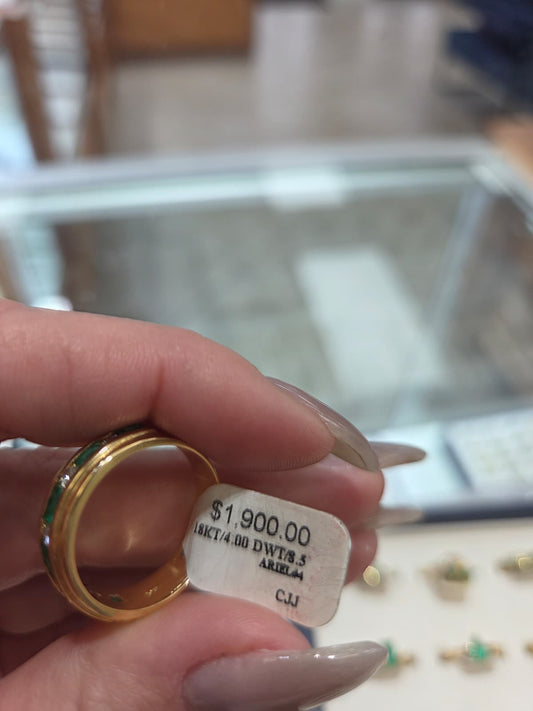 $1,900.00
18KT/4.00 DWT/8.5
ARIEL#4
CJJ